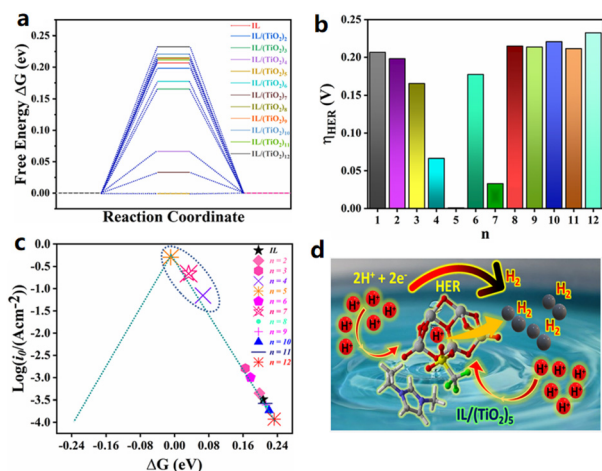 a
Free Energy ΔG (ev)
0.25
0.20
0.15
0.10
0.05
0.00
Reaction Coordinate
IL
IL/(TiO₂)₂
IL/(TiO₂)₃
IL/(TiO₂)₄
IL/(TiO₂)₅
IL/(TiO₂)₆
IL/(TiO₂)₇
IL/(TiO₂)₈
IL/(TiO₂)₉
IL/(TiO₂)₁₀
IL/(TiO₂)₁₁
IL/(TiO₂)₁₂
b
ηHER (V)
0.25
0.20
0.15
0.10
0.05
0.00
1 2 3 4 5 6 7 8 9 10 11 12
n
c
Log(i₀/(Acm⁻²)
0.0
-0.5
-1.0
-1.5
-2.0
-2.5
-3.0
-3.5
-4.0
-0.24 -0.16 -0.08 0.00 0.08 0.16 0.24
ΔG (eV)
IL
n = 2
n = 3
n = 4
n = 5
n = 6
n = 7
n = 8
n = 9
n = 10
n = 11
n = 12
d
2H⁺ + 2e⁻
HER
H₂
H₂
H₂
H⁺
H⁺
H⁺
H⁺
H⁺
H⁺
H⁺
H⁺
H⁺
H⁺
H⁺
H⁺
H⁺
IL/(TiO₂)₅